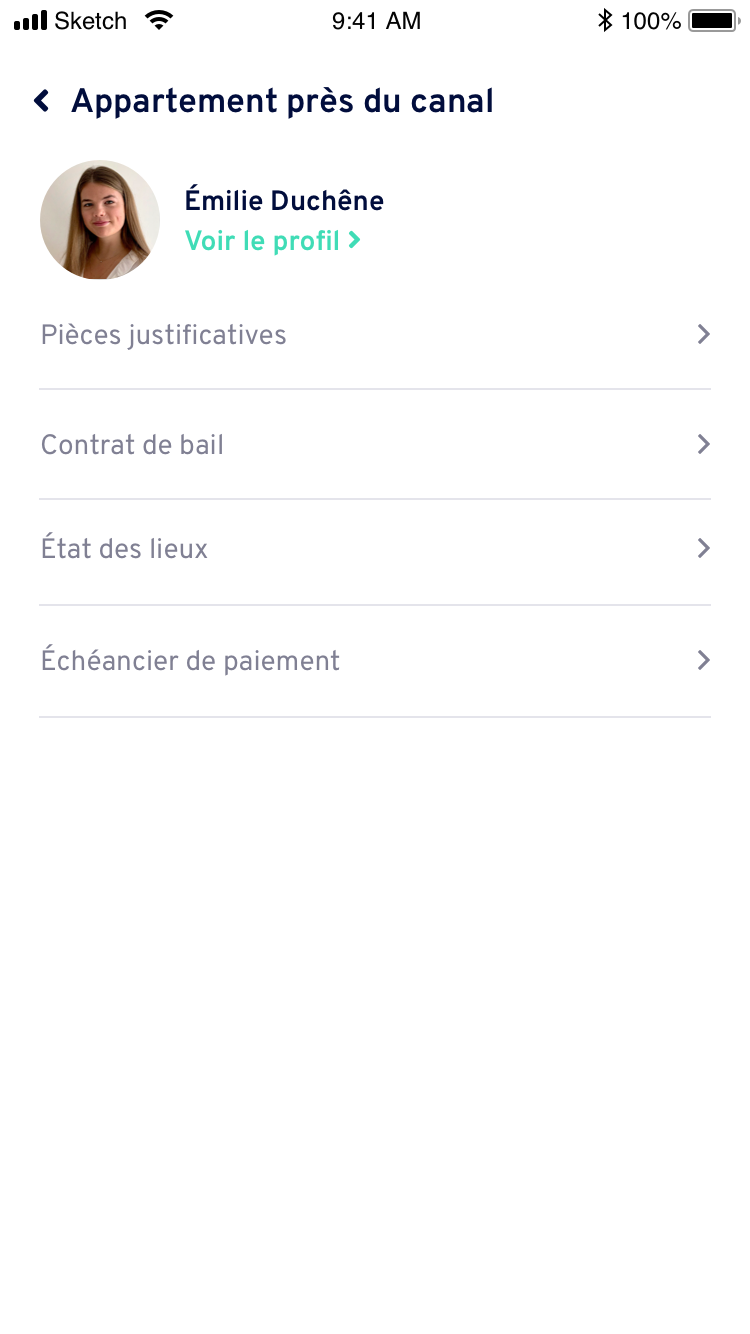 Sketch 9:41 AM 100%
Appartement près du canal
Émilie Duchêne
Voir le profil
Pièces justificatives
Contrat de bail
État des lieux
Échéancier de paiement